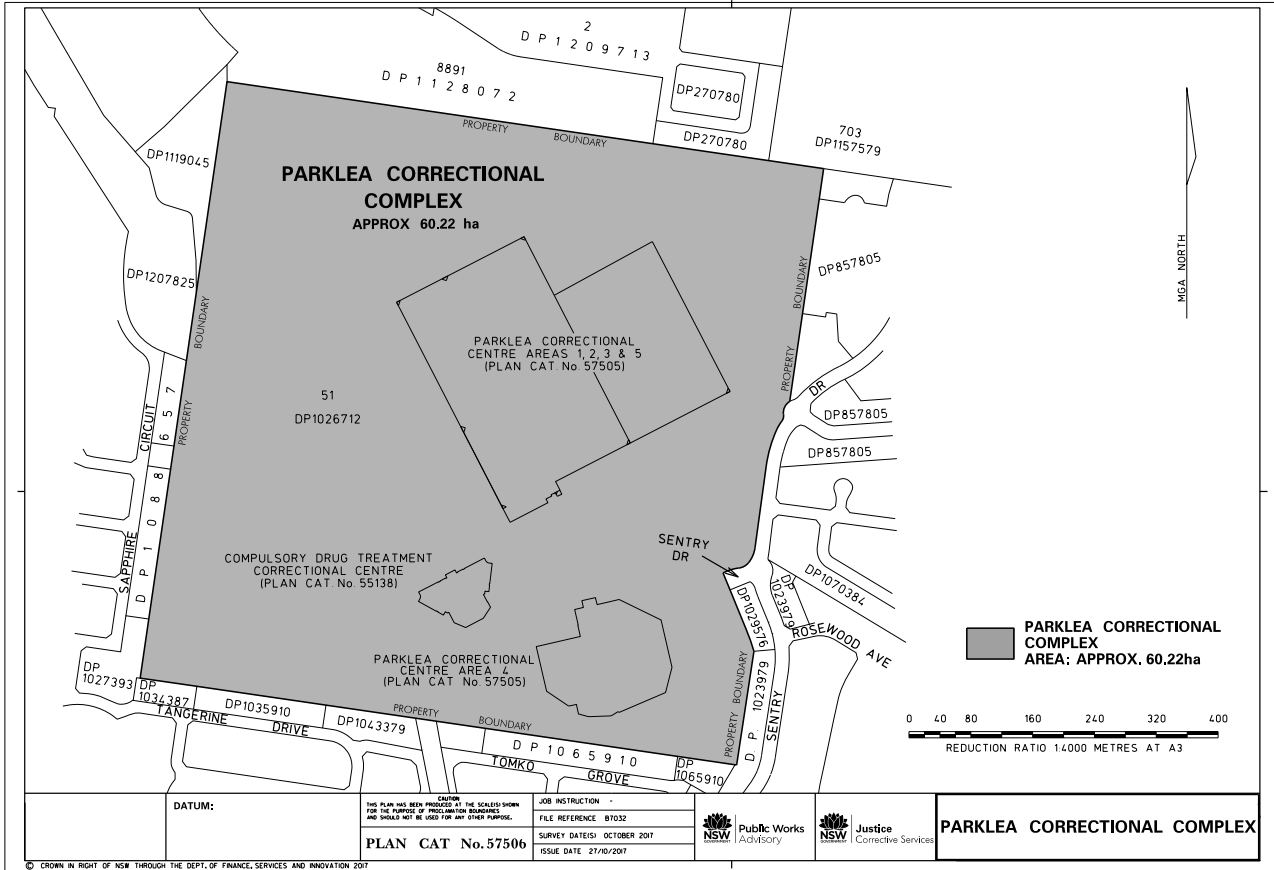 2
D P 1 2 0 9 7 1 3
8891
D P 1 1 2 8 0 7 2
DP270780
DP270780
703
DP1157579
PROPERTY BOUNDARY
DP1119045
PARKLEA CORRECTIONAL
COMPLEX
APPROX 60.22 ha
DP1207825
PROPERTY BOUNDARY
DP857805
PROPERTY BOUNDARY
MGA NORTH
PARKLEA CORRECTIONAL
CENTRE AREAS 1, 2, 3 & 5
(PLAN CAT. No. 57505)
51
DP1026712
DR
DP857805
DP857805
SAPPHIRE CIRCUIT
D P 1 0 8 8 6 5 7
SENTRY
DR
COMPULSORY DRUG TREATMENT
CORRECTIONAL CENTRE
(PLAN CAT. No. 55138)
DP1029576
DP
1023979
DP1070384
ROSEWOOD AVE
PARKLEA CORRECTIONAL
COMPLEX
AREA: APPROX. 60.22ha
PARKLEA CORRECTIONAL
CENTRE AREA 4
(PLAN CAT No. 57505)
PROPERTY BOUNDARY
D. P. 1023979
SENTRY
DP
1027393
DP
1034387
DP1035910
DP1043379
TANGERINE DRIVE
PROPERTY BOUNDARY
D P 1 0 6 5 9 1 0
DP
1065910
TOMKO GROVE
0 40 80 160 240 320 400
REDUCTION RATIO 1:4000 METRES AT A3
DATUM:
CAUTION
THIS PLAN HAS BEEN PRODUCED AT THE SCALE(S) SHOWN
FOR THE PURPOSE OF PROCLAMATION BOUNDARIES
AND SHOULD NOT BE USED FOR ANY OTHER PURPOSE.
PLAN CAT No. 57506
JOB INSTRUCTION -
FILE REFERENCE B7032
SURVEY DATE(S) OCTOBER 2017
ISSUE DATE 27/10/2017
NSW
GOVERNMENT
Public Works
Advisory
NSW
GOVERNMENT
Justice
Corrective Services
PARKLEA CORRECTIONAL COMPLEX
© CROWN IN RIGHT OF NSW THROUGH THE DEPT. OF FINANCE, SERVICES AND INNOVATION 2017